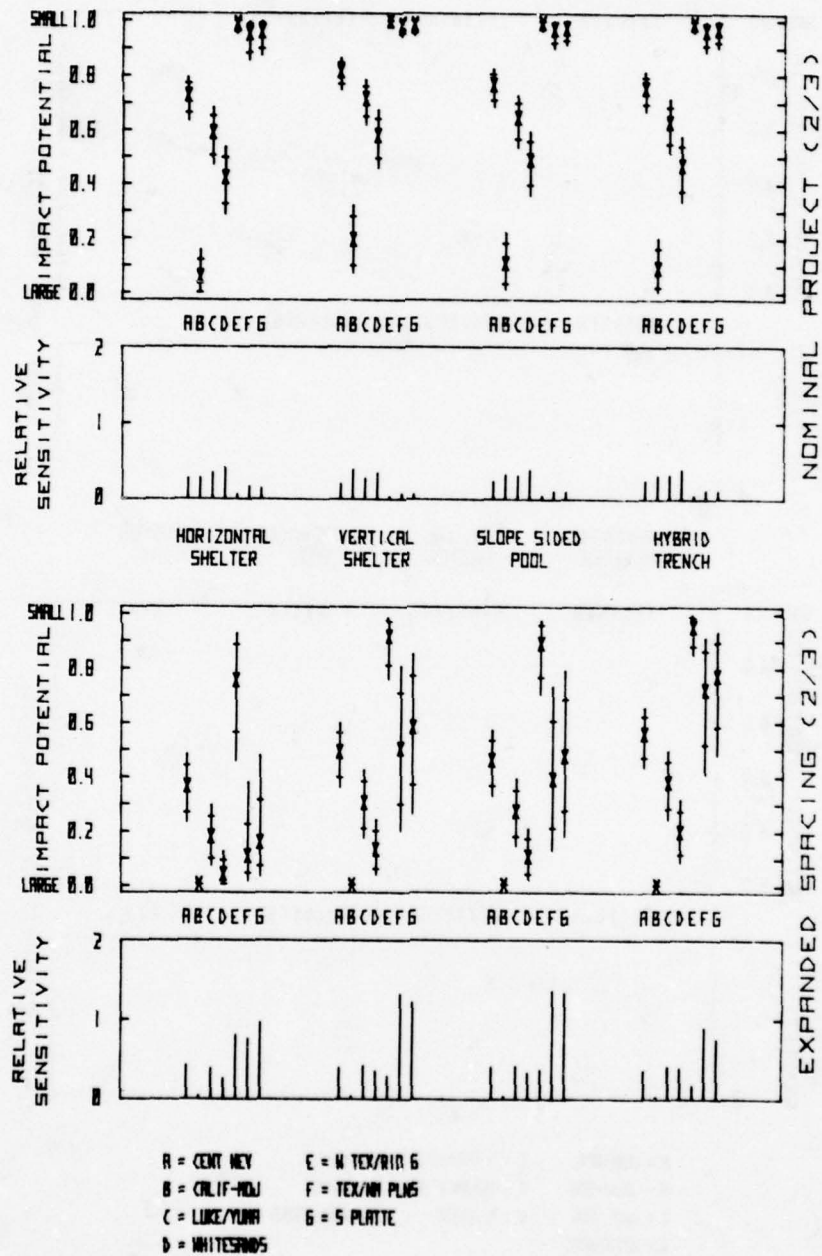 SMALL 1.0
0.8
0.6
0.4
0.2
LARGE 0.0
IMPACT POTENTIAL
ABCDEFG ABCDEFG ABCDEFG ABCDEFG
2
1
0
RELATIVE
SENSITIVITY
NOMINAL PROJECT (2/3)
HORIZONTAL
SHELTER
VERTICAL
SHELTER
SLOPE SIDED
POOL
HYBRID
TRENCH
SMALL 1.0
0.8
0.6
0.4
0.2
LARGE 0.0
IMPACT POTENTIAL
ABCDEFG ABCDEFG ABCDEFG ABCDEFG
2
1
0
RELATIVE
SENSITIVITY
EXPANDED SPACING (2/3)
A = CENT NEV
B = CALIF-MOJ
C = LUKE/YUMA
D = WHITESANDS
E = W TEX/RIO G
F = TEX/NM PLNS
G = S PLATTE